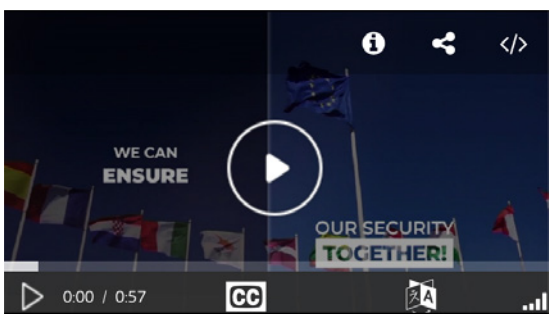 WE CAN
ENSURE
OUR SECURITY
TOGETHER!
0:00 / 0:57
CC
A